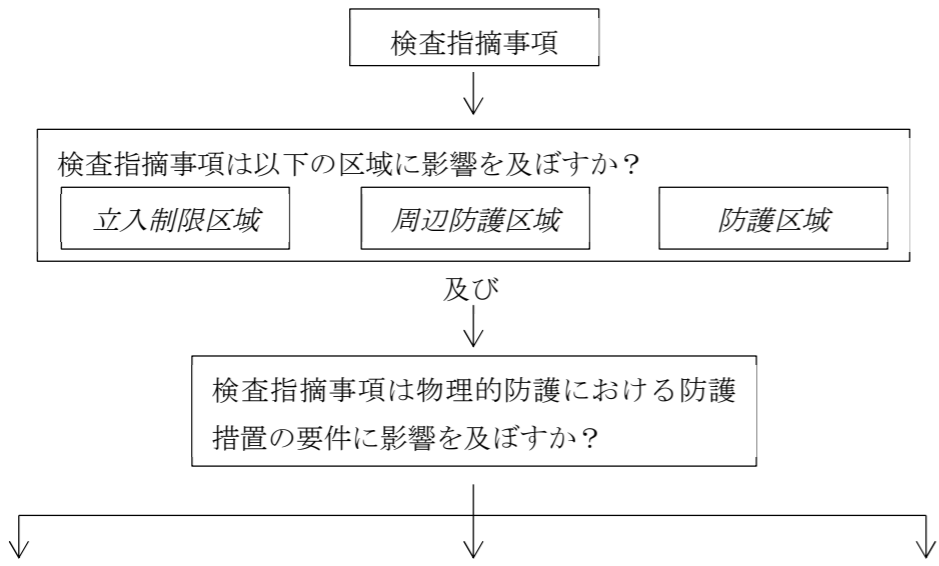 検査指摘事項
検査指摘事項は以下の区域に影響を及ぼすか？
立入制限区域
周辺防護区域
防護区域
及び
検査指摘事項は物理的防護における防護
措置の要件に影響を及ぼすか？